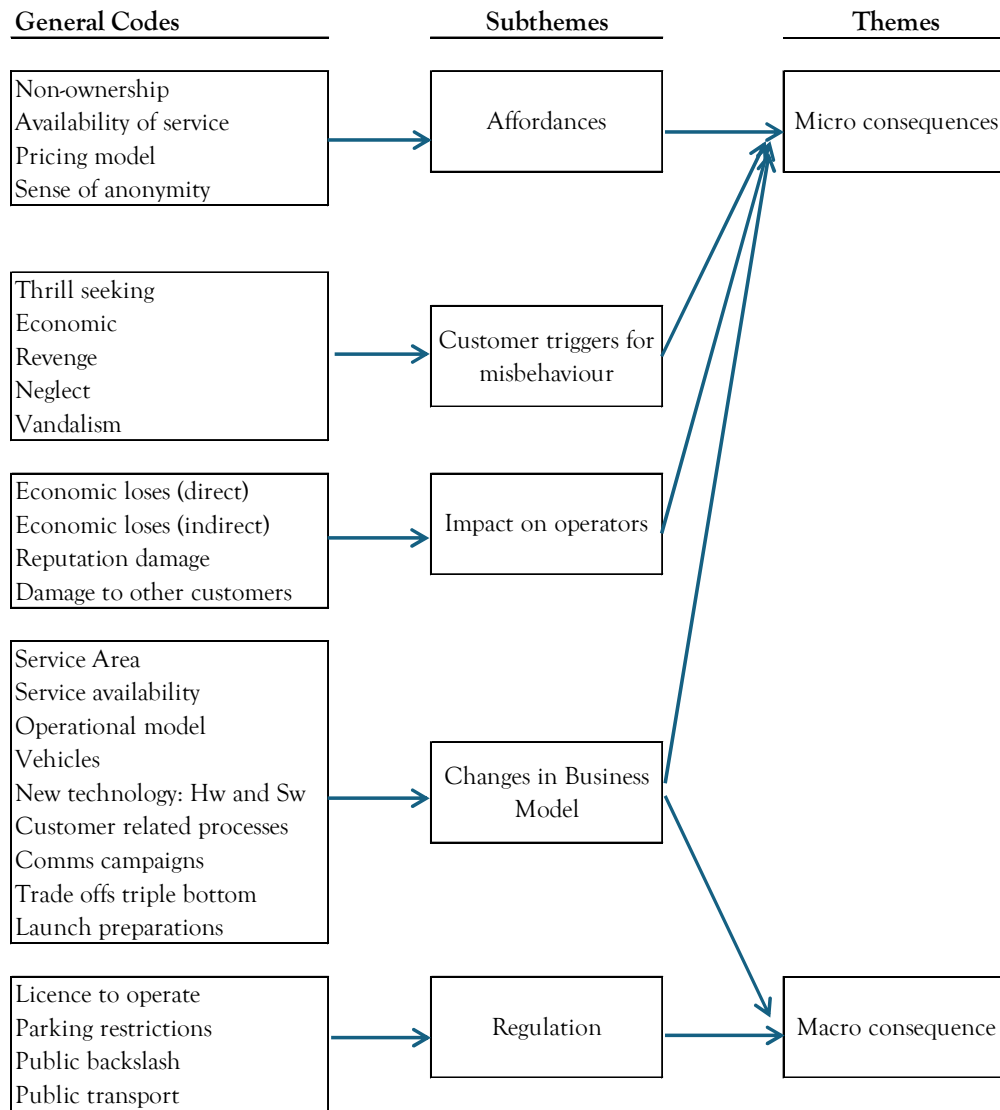 General Codes
Subthemes
Themes
Non-ownership
Availability of service
Pricing model
Sense of anonymity
Affordances
Micro consequences
Thrill seeking
Economic
Revenge
Neglect
Vandalism
Customer triggers for
misbehaviour
Economic loses (direct)
Economic loses (indirect)
Reputation damage
Damage to other customers
Impact on operators
Service Area
Service availability
Operational model
Vehicles
New technology: Hw and Sw
Customer related processes
Comms campaigns
Trade offs triple bottom
Launch preparations
Changes in Business
Model
Licence to operate
Parking restrictions
Public backslash
Public transport
Regulation
Macro consequence